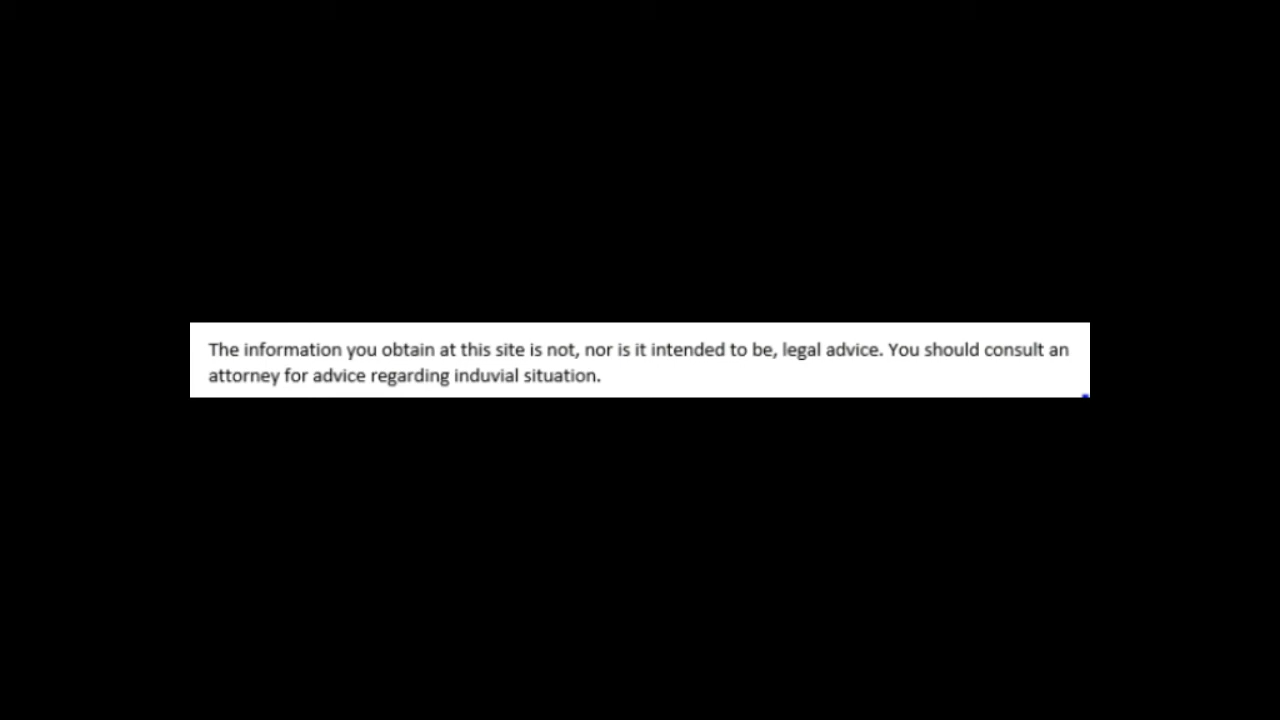 The information you obtain at this site is not, nor is it intended to be, legal advice. You should consult an
attorney for advice regarding induvial situation.